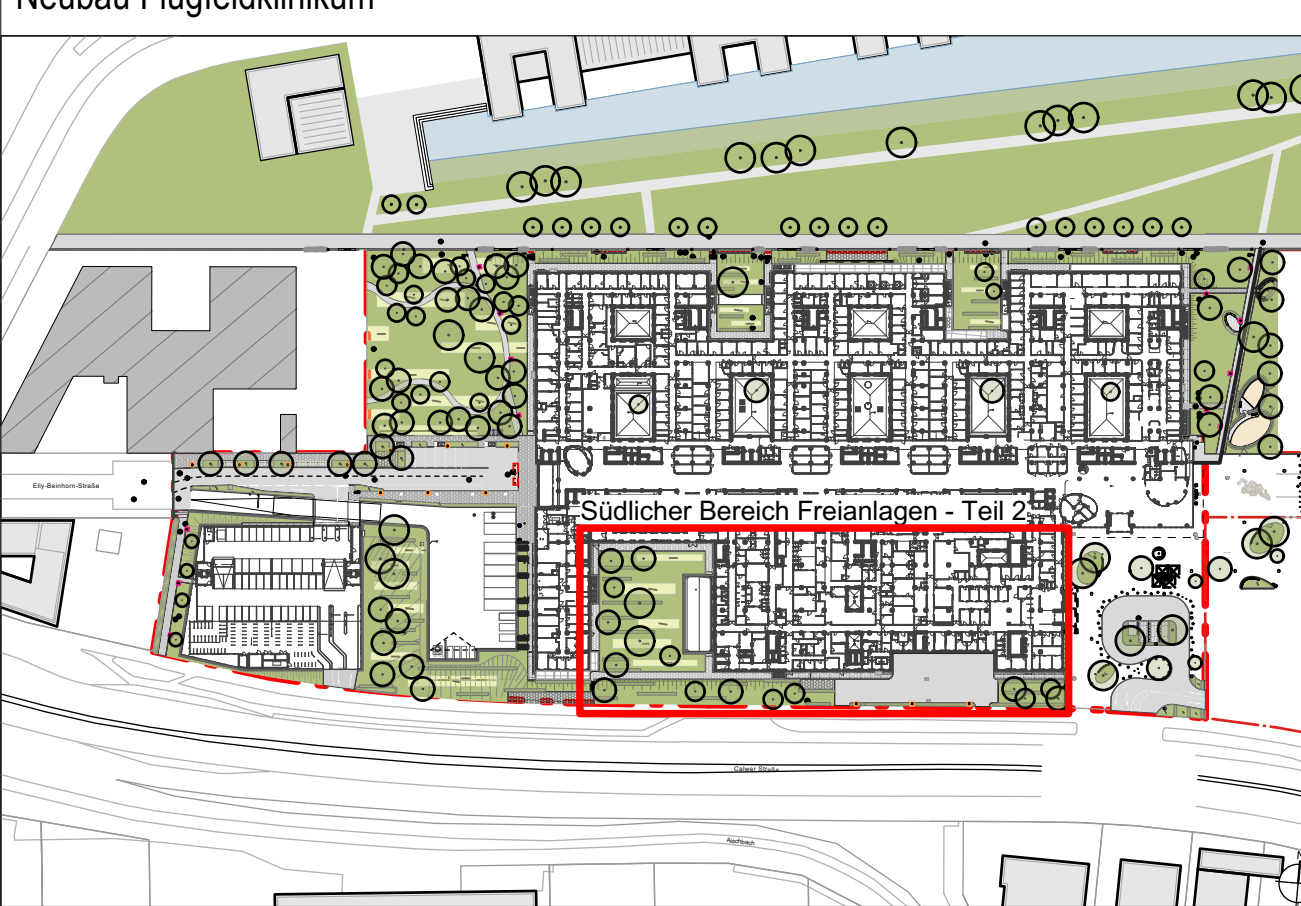 Neubau Flugfeldklinikum
Elly-Beinhorn-Straße
Südlicher Bereich Freianlagen - Teil 2
Calwer Straße
Aischbach
N